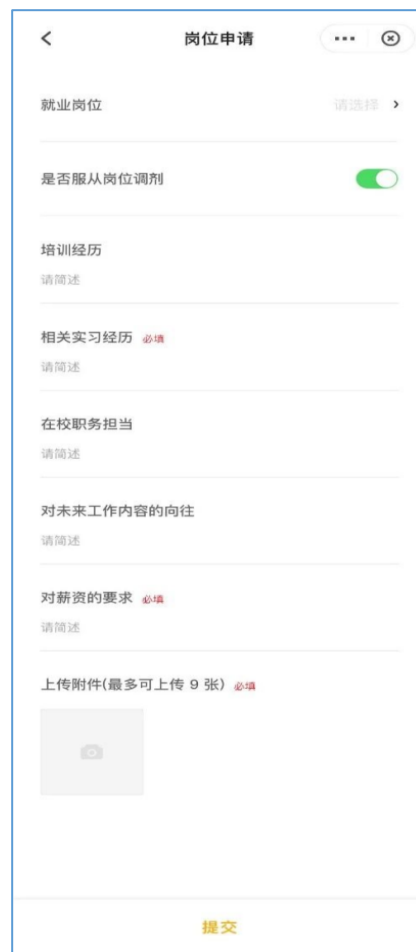 岗位申请
就业岗位 请选择
是否服从岗位调剂
培训经历
请简述
相关实习经历 必填
请简述
在校职务担当
请简述
对未来工作内容的向往
请简述
对薪资的要求 必填
请简述
上传附件(最多可上传 9 张) 必填
提交